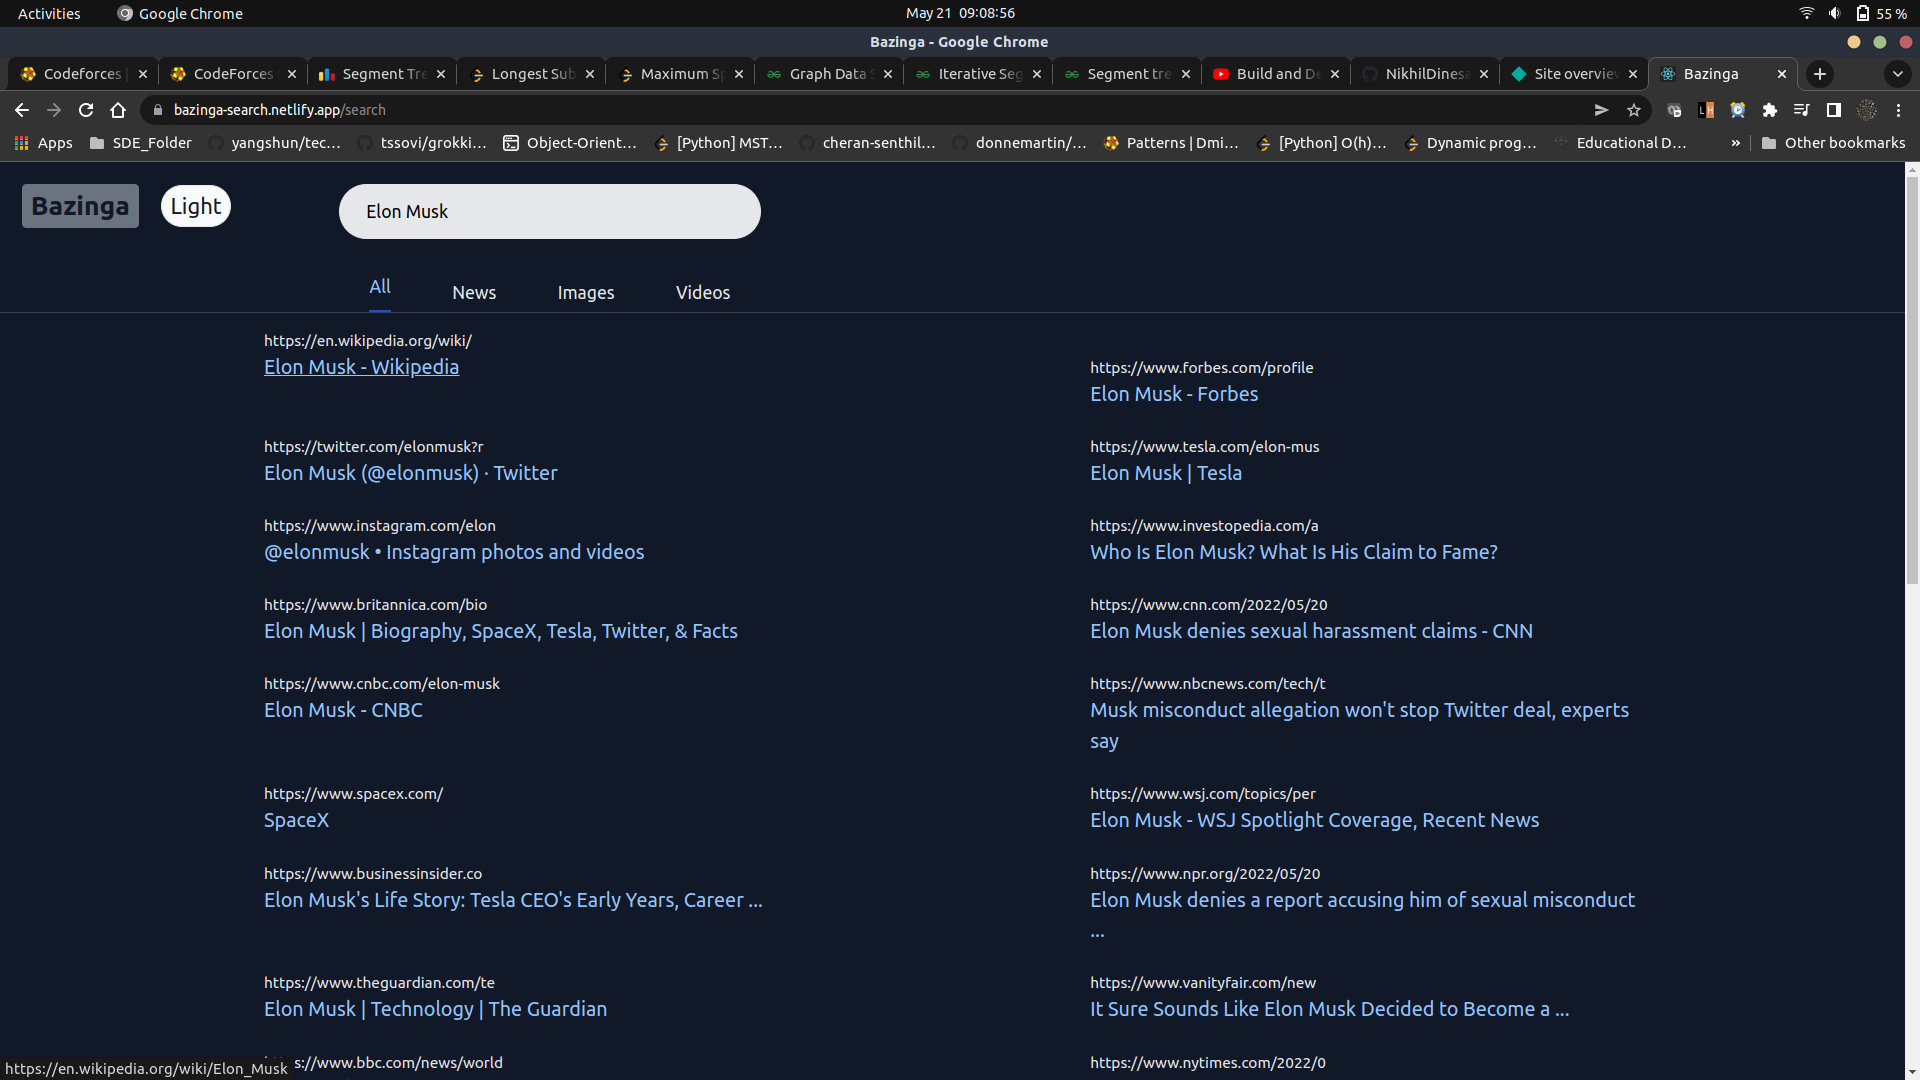 Activities
Google Chrome
May 21 09:08:56
55 %
Bazinga - Google Chrome
Codeforces |
CodeForces
Segment Tre
Longest Sub
Maximum Sp
Graph Data S
Iterative Seg
Segment tre
Build and De
NikhilDinesa
Site overview
Bazinga
bazinga-search.netlify.app/search
Apps
SDE_Folder
yangshun/tec...
tssovi/grokki...
Object-Orient...
[Python] MST...
cheran-senthil...
donnemartin/...
Patterns | Dmi...
[Python] O(h)...
Dynamic prog...
Educational D...
»
Other bookmarks
Bazinga
Light
Elon Musk
All
News
Images
Videos
https://en.wikipedia.org/wiki/
Elon Musk - Wikipedia
https://www.forbes.com/profile
Elon Musk - Forbes
https://twitter.com/elonmusk?r
Elon Musk (@elonmusk) · Twitter
https://www.tesla.com/elon-mus
Elon Musk | Tesla
https://www.instagram.com/elon
@elonmusk • Instagram photos and videos
https://www.investopedia.com/a
Who Is Elon Musk? What Is His Claim to Fame?
https://www.britannica.com/bio
Elon Musk | Biography, SpaceX, Tesla, Twitter, & Facts
https://www.cnn.com/2022/05/20
Elon Musk denies sexual harassment claims - CNN
https://www.cnbc.com/elon-musk
Elon Musk - CNBC
https://www.nbcnews.com/tech/t
Musk misconduct allegation won't stop Twitter deal, experts
say
https://www.spacex.com/
SpaceX
https://www.wsj.com/topics/per
Elon Musk - WSJ Spotlight Coverage, Recent News
https://www.businessinsider.co
Elon Musk's Life Story: Tesla CEO's Early Years, Career ...
https://www.npr.org/2022/05/20
Elon Musk denies a report accusing him of sexual misconduct
...
https://www.theguardian.com/te
Elon Musk | Technology | The Guardian
https://www.vanityfair.com/new
It Sure Sounds Like Elon Musk Decided to Become a ...
s://www.bbc.com/news/world
https://www.nytimes.com/2022/0
https://en.wikipedia.org/wiki/Elon_Musk